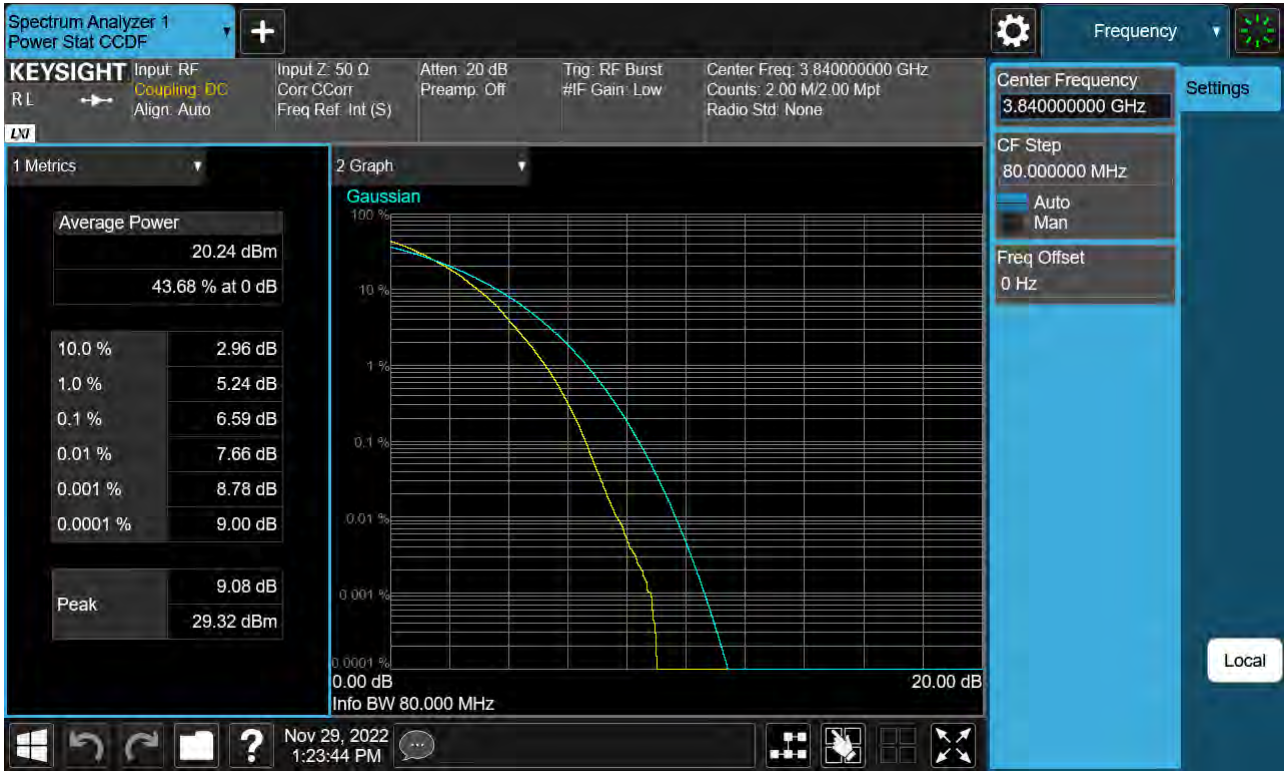 Spectrum Analyzer 1
Power Stat CCDF
Frequency
KEYSIGHT
RL
LXI
Input: RF
Coupling: DC
Align: Auto
Input Z: 50 Ω
Corr CCorr
Freq Ref: Int (S)
Atten: 20 dB
Preamp: Off
Trig: RF Burst
#IF Gain: Low
Center Freq: 3.840000000 GHz
Counts: 2.00 M/2.00 Mpt
Radio Std: None
Center Frequency
3.840000000 GHz
Settings
CF Step
80.000000 MHz
Auto
Man
Freq Offset
0 Hz
1 Metrics
Average Power
20.24 dBm
43.68 % at 0 dB
10.0 % 2.96 dB
1.0 % 5.24 dB
0.1 % 6.59 dB
0.01 % 7.66 dB
0.001 % 8.78 dB
0.0001 % 9.00 dB
Peak
9.08 dB
29.32 dBm
2 Graph
Gaussian
100 %
10 %
1 %
0.1 %
0.01 %
0.001 %
0.0001 %
0.00 dB 20.00 dB
Info BW 80.000 MHz
Local
Nov 29, 2022
1:23:44 PM